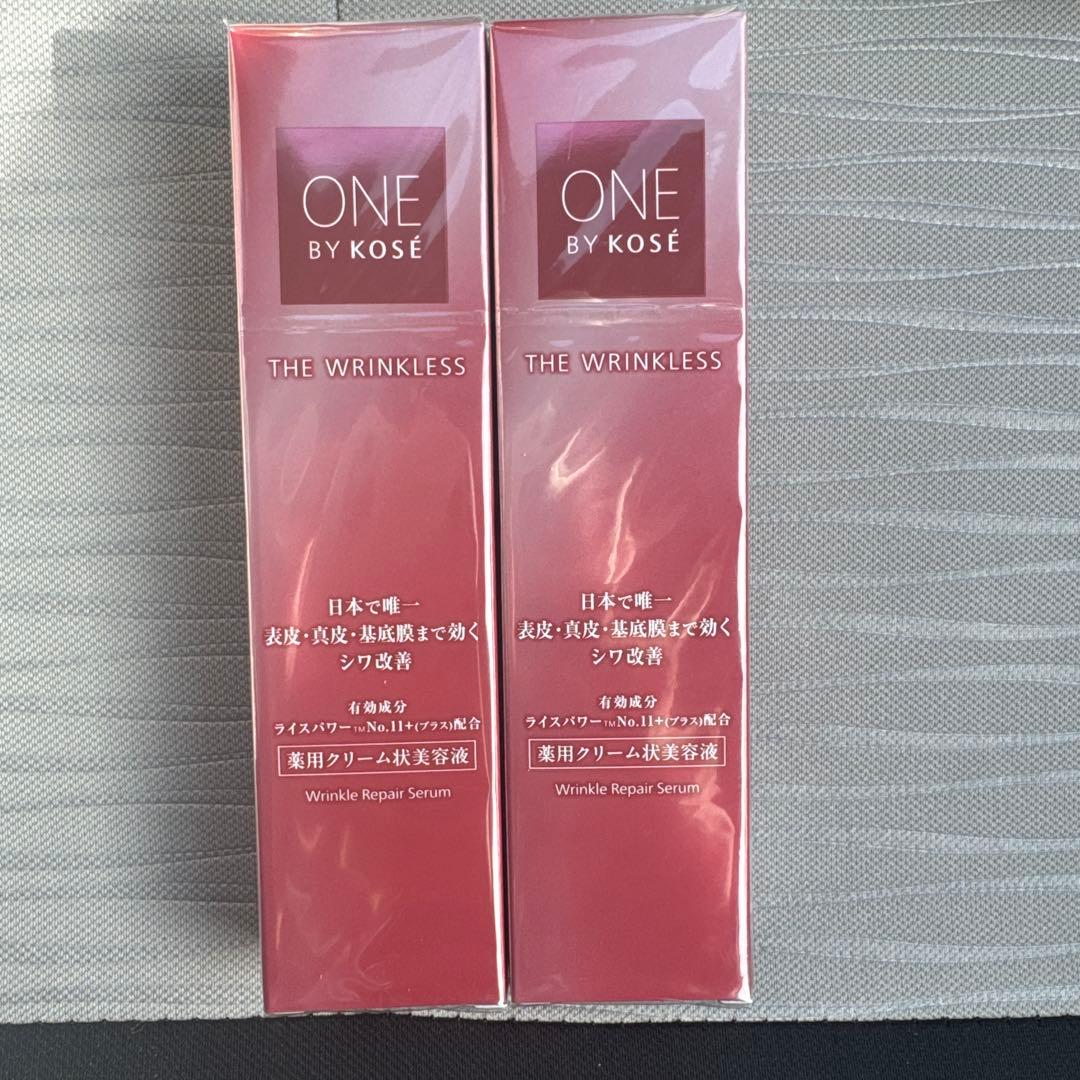 ONE
BY KOSÉ
THE WRINKLESS
日本で唯一
表皮・真皮・基底膜まで効く
シワ改善
有効成分
ライスパワー™No.11+(プラス)配合
薬用クリーム状美容液
Wrinkle Repair Serum
ONE
BY KOSÉ
THE WRINKLESS
日本で唯一
表皮・真皮・基底膜まで効く
シワ改善
有効成分
ライスパワー™No.11+(プラス)配合
薬用クリーム状美容液
Wrinkle Repair Serum